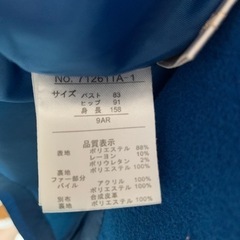 NO. 712611A-1
サイズ バスト 83
ヒップ 91
身長 158
9AR
品質表示
表地 ポリエステル 88%
レーヨン 10%
ポリウレタン 2%
裏地 ポリエステル 100%
ファー部分
パイル アクリル
ポリエステル
別布 合成皮革
裏地 ポリエステル 100%